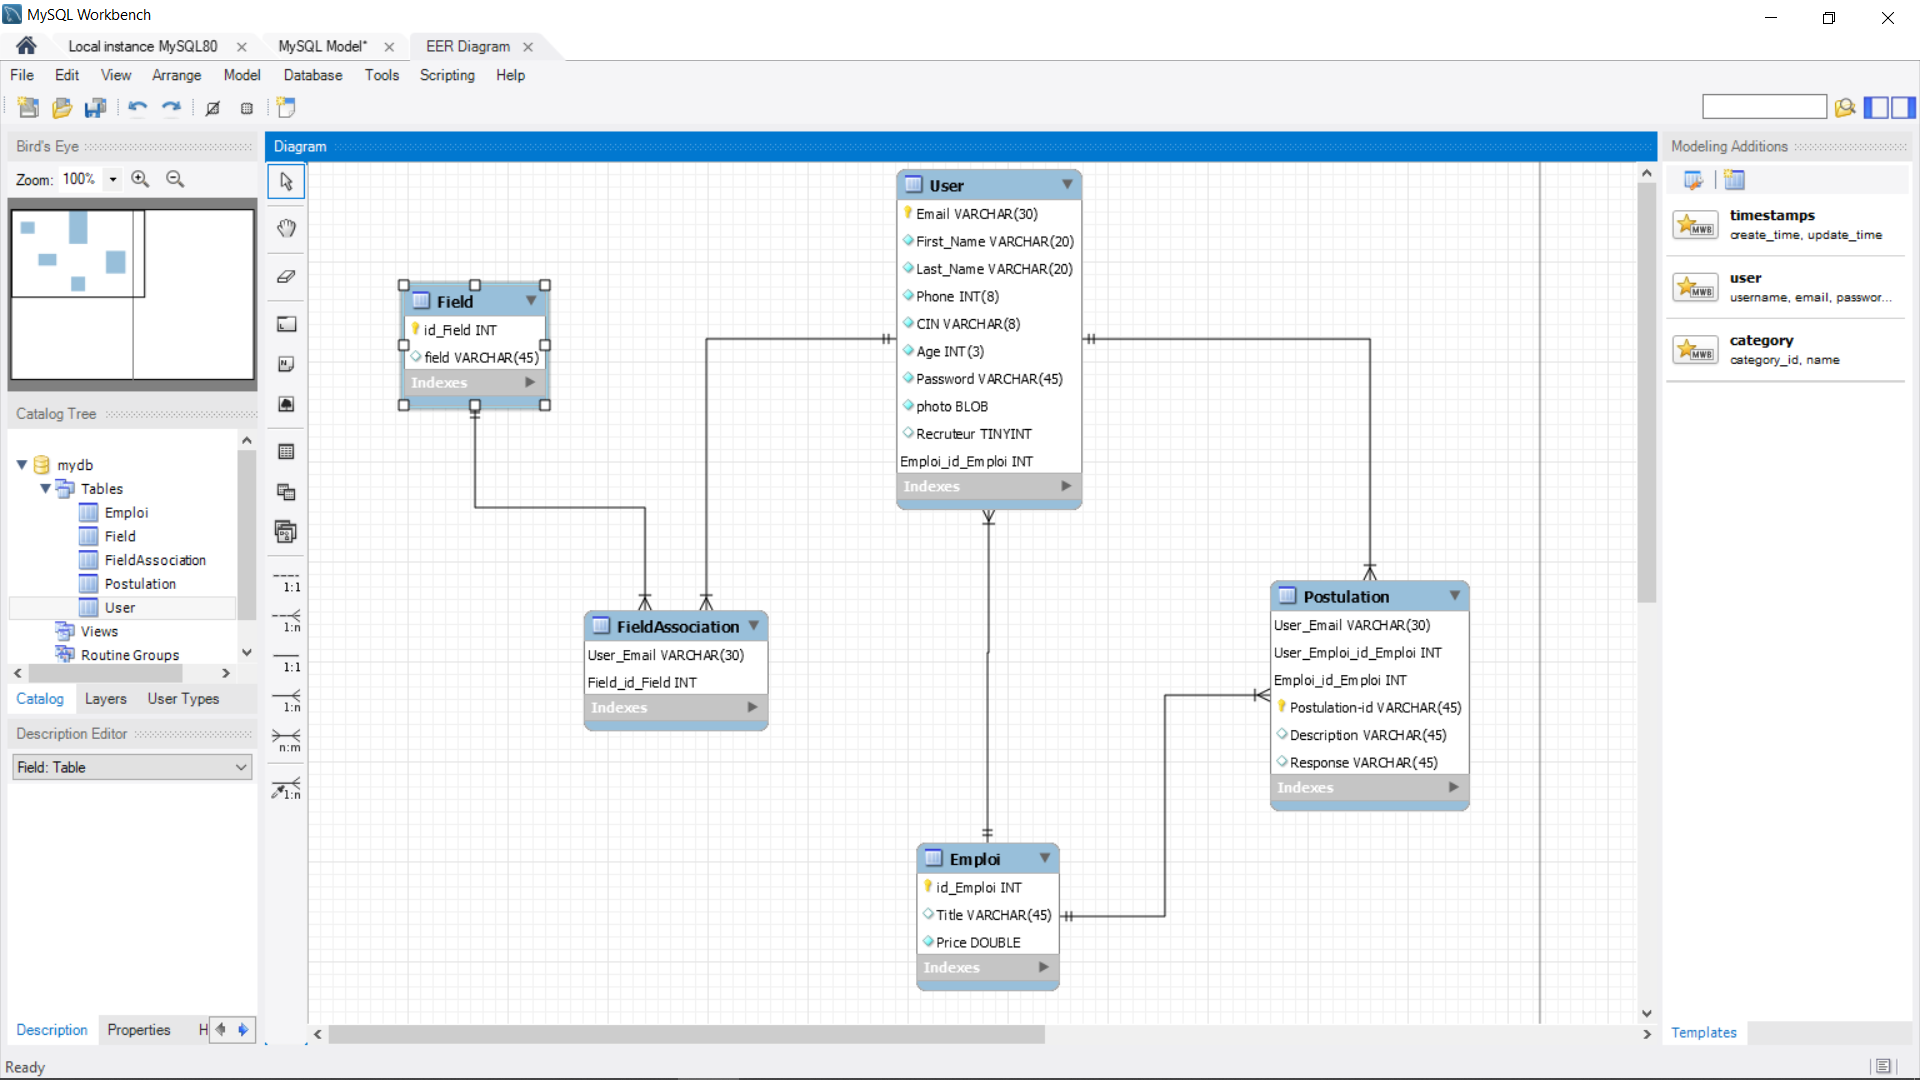 MySQL Workbench
Local instance MySQL80
MySQL Model*
EER Diagram
File Edit View Arrange Model Database Tools Scripting Help
Bird's Eye
Zoom: 100%
Catalog Tree
mydb
Tables
Emploi
Field
FieldAssociation
Postulation
User
Views
Routine Groups
Catalog Layers User Types
Description Editor
Field: Table
Description Properties H
Ready
Diagram
1:1
1:n
1:1
1:n
n:m
1:n
Field
id_Field INT
field VARCHAR(45)
Indexes
User
Email VARCHAR(30)
First_Name VARCHAR(20)
Last_Name VARCHAR(20)
Phone INT(8)
CIN VARCHAR(8)
Age INT(3)
Password VARCHAR(45)
photo BLOB
Recruteur TINYINT
Emploi_id_Emploi INT
Indexes
FieldAssociation
User_Email VARCHAR(30)
Field_id_Field INT
Indexes
Postulation
User_Email VARCHAR(30)
User_Emploi_id_Emploi INT
Emploi_id_Emploi INT
Postulation-id VARCHAR(45)
Description VARCHAR(45)
Response VARCHAR(45)
Indexes
Emploi
id_Emploi INT
Title VARCHAR(45)
Price DOUBLE
Indexes
Modeling Additions
MWB
timestamps
create_time, update_time
MWB
user
username, email, passwor...
MWB
category
category_id, name
Templates